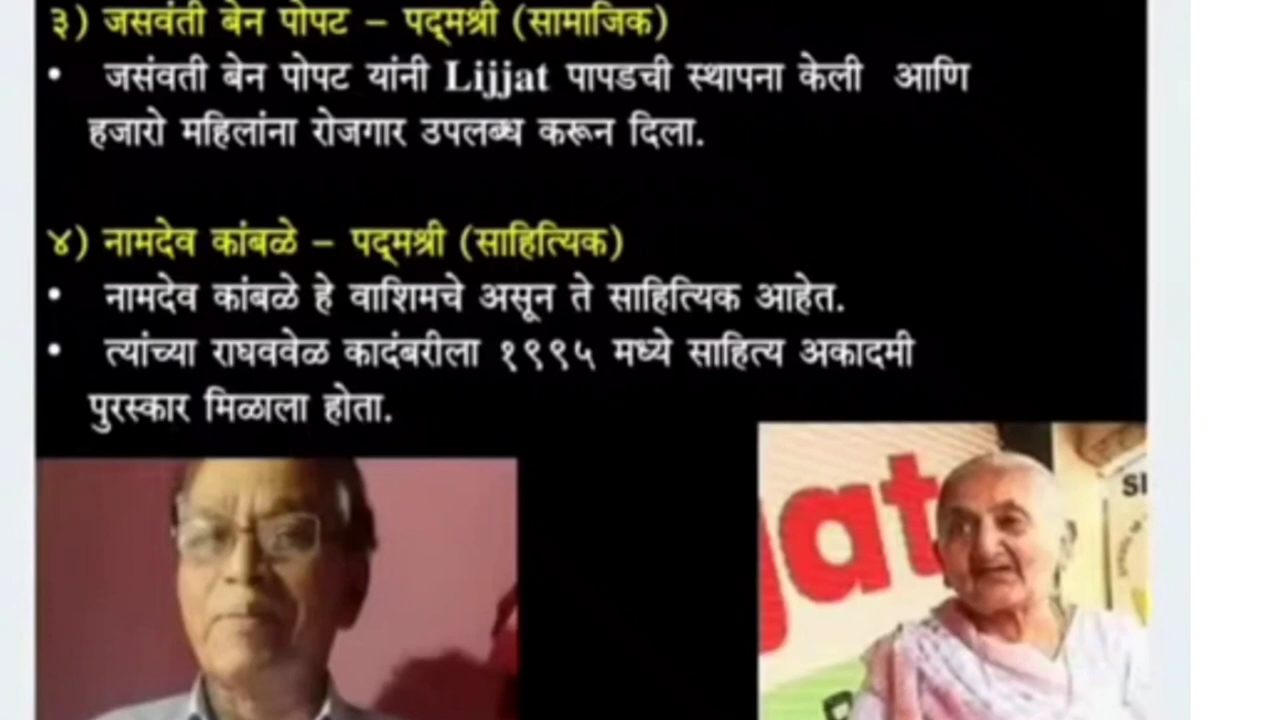 ३) जसवंती बेन पोपट – पद्मश्री (सामाजिक)
• जसंवती बेन पोपट यांनी Lijjat पापडची स्थापना केली आणि
हजारो महिलांना रोजगार उपलब्ध करून दिला.
४) नामदेव कांबळे – पद्मश्री (साहित्यिक)
• नामदेव कांबळे हे वाशिमचे असून ते साहित्यिक आहेत.
• त्यांच्या राघववेळ कादंबरीला १९९५ मध्ये साहित्य अकादमी
पुरस्कार मिळाला होता.
jat